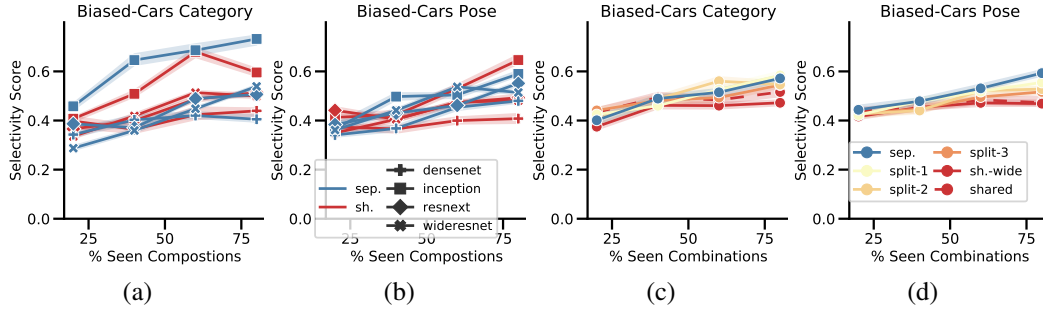 Biased-Cars Category
Selectivity Score
0.6
0.4
0.2
0.0
25 50 75
% Seen Compostions
(a)
Biased-Cars Pose
Selectivity Score
0.6
0.4
0.2
0.0
sep.
sh.
densenet
inception
resnext
wideresnet
25 50 75
% Seen Compostions
(b)
Biased-Cars Category
Selectivity Score
0.6
0.4
0.2
0.0
25 50 75
% Seen Combinations
(c)
Biased-Cars Pose
Selectivity Score
0.6
0.4
0.2
0.0
sep.
split-1
split-2
split-3
sh.-wide
shared
25 50 75
% Seen Combinations
(d)